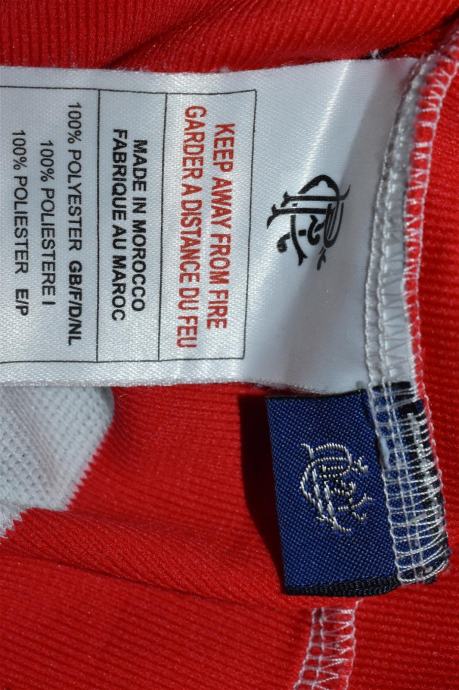 KEEP AWAY FROM FIRE
GARDER A DISTANCE DU FEU
MADE IN MOROCCO
FABRIQUE AU MAROC
100% POLYESTER GB/F/D/NL
100% POLIESTERE I
100% POLIESTER E/P